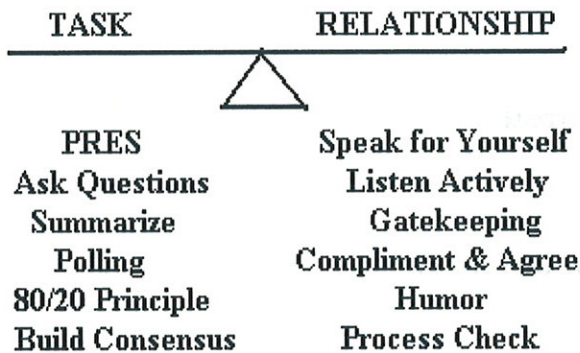 TASK
RELATIONSHIP
PRES
Ask Questions
Summarize
Polling
80/20 Principle
Build Consensus
Speak for Yourself
Listen Actively
Gatekeeping
Compliment & Agree
Humor
Process Check